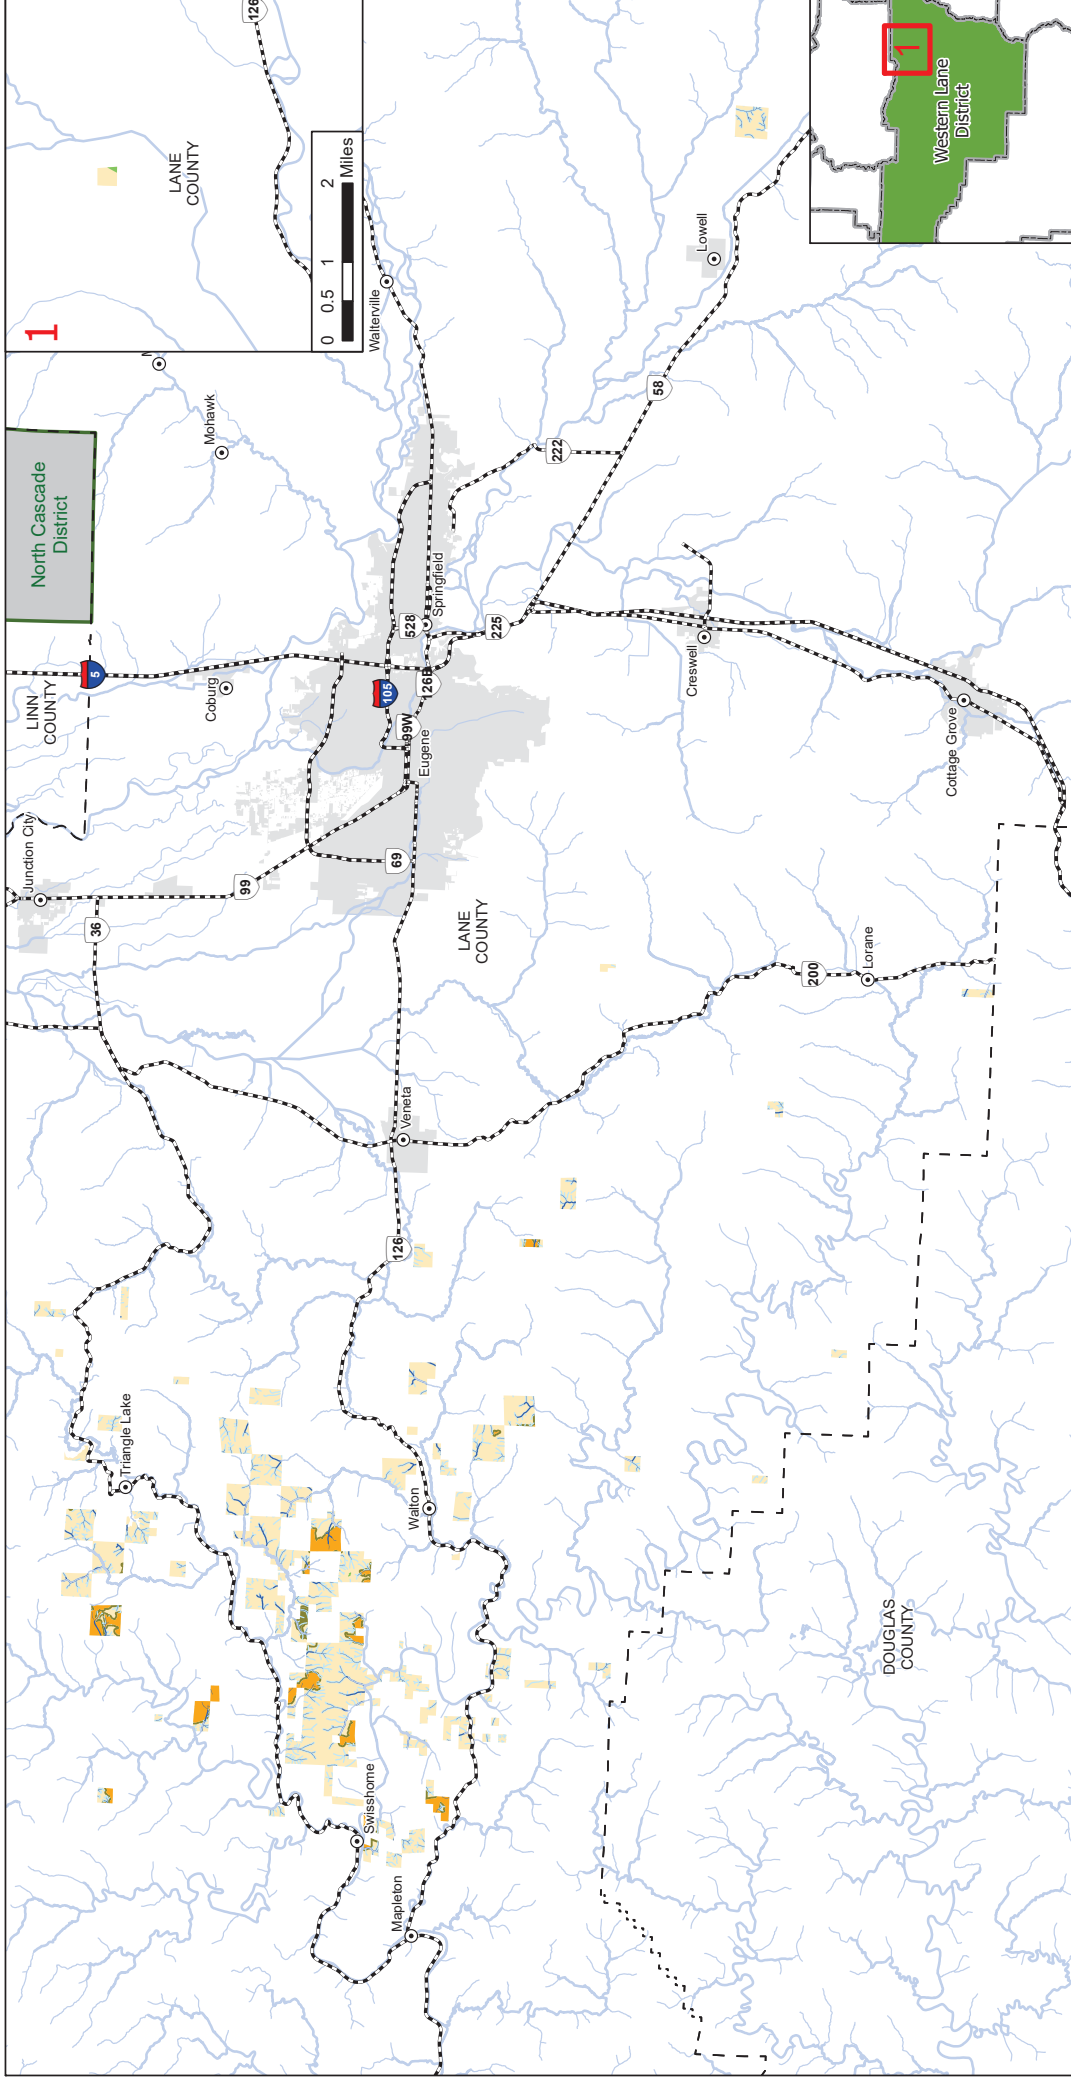 1
LANE
COUNTY
126
0 0.5 1 2
Miles
Walterville
North Cascade
District
Mohawk
Lowell
Western Lane
District
1
58
222
Springfield
528
225
LINN
COUNTY
5
Coburg
105
126B
99W
Eugene
Creswell
Cottage Grove
Junction City
99
36
69
LANE
COUNTY
200
Lorane
Veneta
126
Triangle Lake
Walton
Swisshome
Mapleton
DOUGLAS
COUNTY